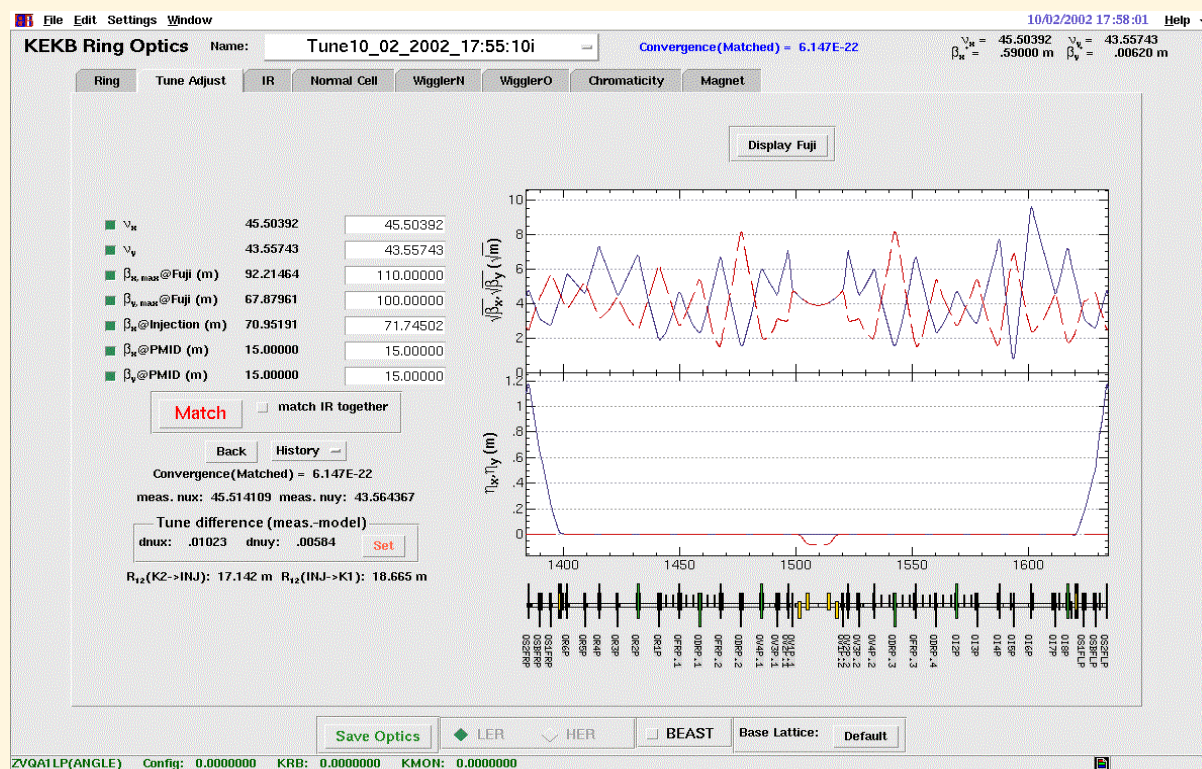 File Edit Settings Window 10/02/2002 17:58:01 Help
KEKB Ring Optics Name: Tune10_02_2002_17:55:10i Convergence(Matched) = 6.147E-22
νx = 45.50392 νy = 43.55743
βx* = .59000 m βy* = .00620 m
Ring Tune Adjust IR Normal Cell WigglerN WigglerO Chromaticity Magnet
Display Fuji
νx 45.50392 45.50392
νy 43.55743 43.55743
βx, max@Fuji (m) 92.21464 110.00000
βy, max@Fuji (m) 67.87961 100.00000
βx@Injection (m) 70.95191 71.74502
βx@PMID (m) 15.00000 15.00000
βy@PMID (m) 15.00000 15.00000
Match match IR together
Back History
Convergence(Matched) = 6.147E-22
meas. nux: 45.514109 meas. nuy: 43.564367
Tune difference (meas.-model)
dnux: .01023 dnuy: .00584 Set
R12(K2->INJ): 17.142 m R12(INJ->K1): 18.665 m
√βx,√βy (√m)
10
8
6
4
2
0
ηx,ηy (m)
1.2
1
.8
.6
.4
.2
0
1400 1450 1500 1550 1600
Save Optics LER HER BEAST Base Lattice: Default
ZVQA1LP(ANGLE) Config: 0.0000000 KRB: 0.0000000 KMON: 0.0000000